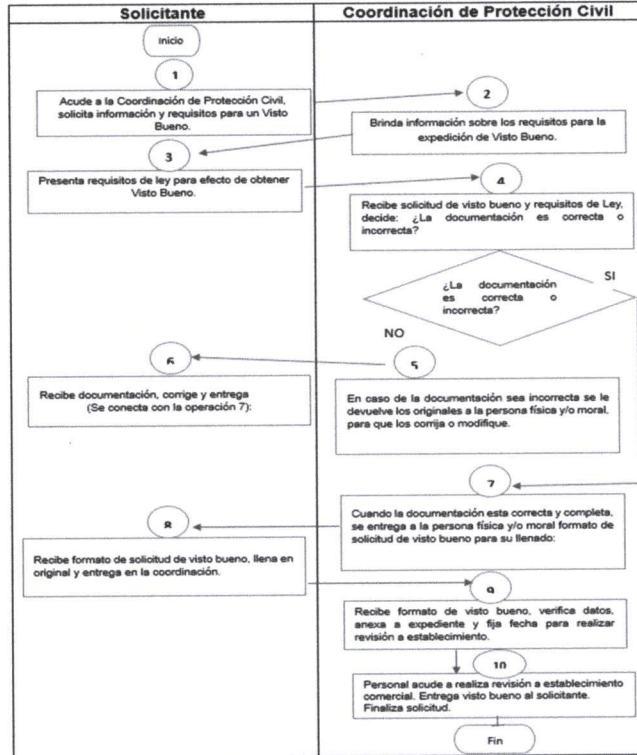 Solicitante
Coordinación de Protección Civil
Inicio
1
Acude a la Coordinación de Protección Civil,
solicita información y requisitos para un Visto
Bueno.
2
Brinda información sobre los requisitos para la
expedición de Visto Bueno.
3
Presenta requisitos de ley para efecto de obtener
Visto Bueno.
4
Recibe solicitud de visto bueno y requisitos de Ley,
decide: ¿La documentación es correcta o
incorrecta?
¿La documentación
es correcta o
incorrecta?
SI
NO
5
En caso de la documentación sea incorrecta se le
devuelve los originales a la persona física y/o moral,
para que los corrija o modifique.
6
Recibe documentación, corrige y entrega
(Se conecta con la operación 7):
7
Cuando la documentación esta correcta y completa,
se entrega a la persona física y/o moral formato de
solicitud de visto bueno para su llenado:
8
Recibe formato de solicitud de visto bueno, llena en
original y entrega en la coordinación.
9
Recibe formato de visto bueno, verifica datos,
anexa a expediente y fija fecha para realizar
revisión a establecimiento.
10
Personal acude a realiza revisión a establecimiento
comercial. Entrega visto bueno al solicitante.
Finaliza solicitud.
Fin